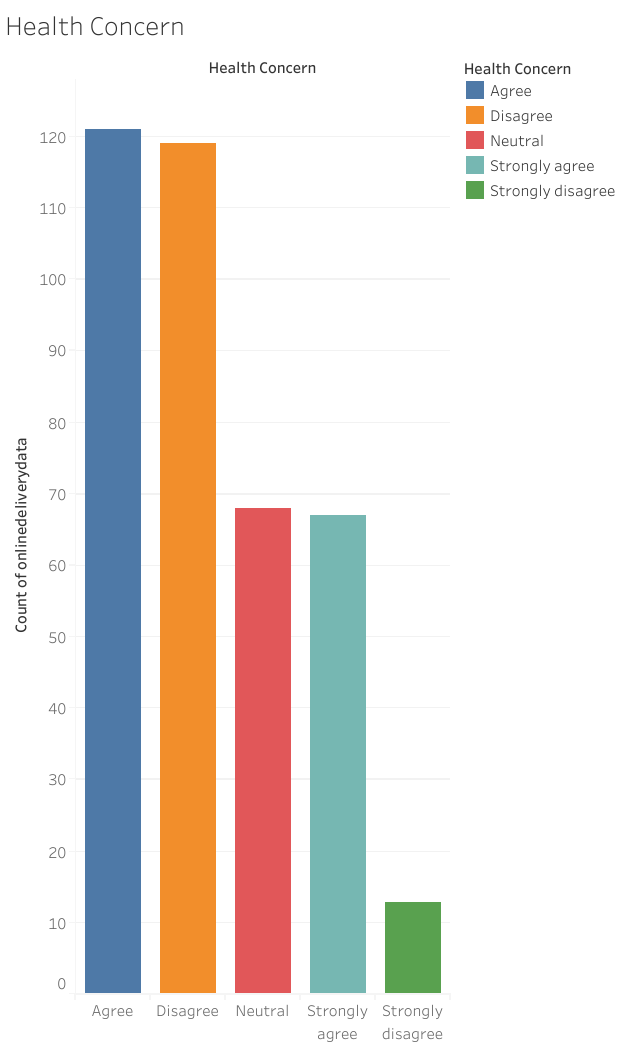 Health Concern
Health Concern
Health Concern
Agree
Disagree
Neutral
Strongly agree
Strongly disagree
Count of onlinedeliverydata
120
110
100
90
80
70
60
50
40
30
20
10
0
Agree
Disagree
Neutral
Strongly
agree
Strongly
disagree